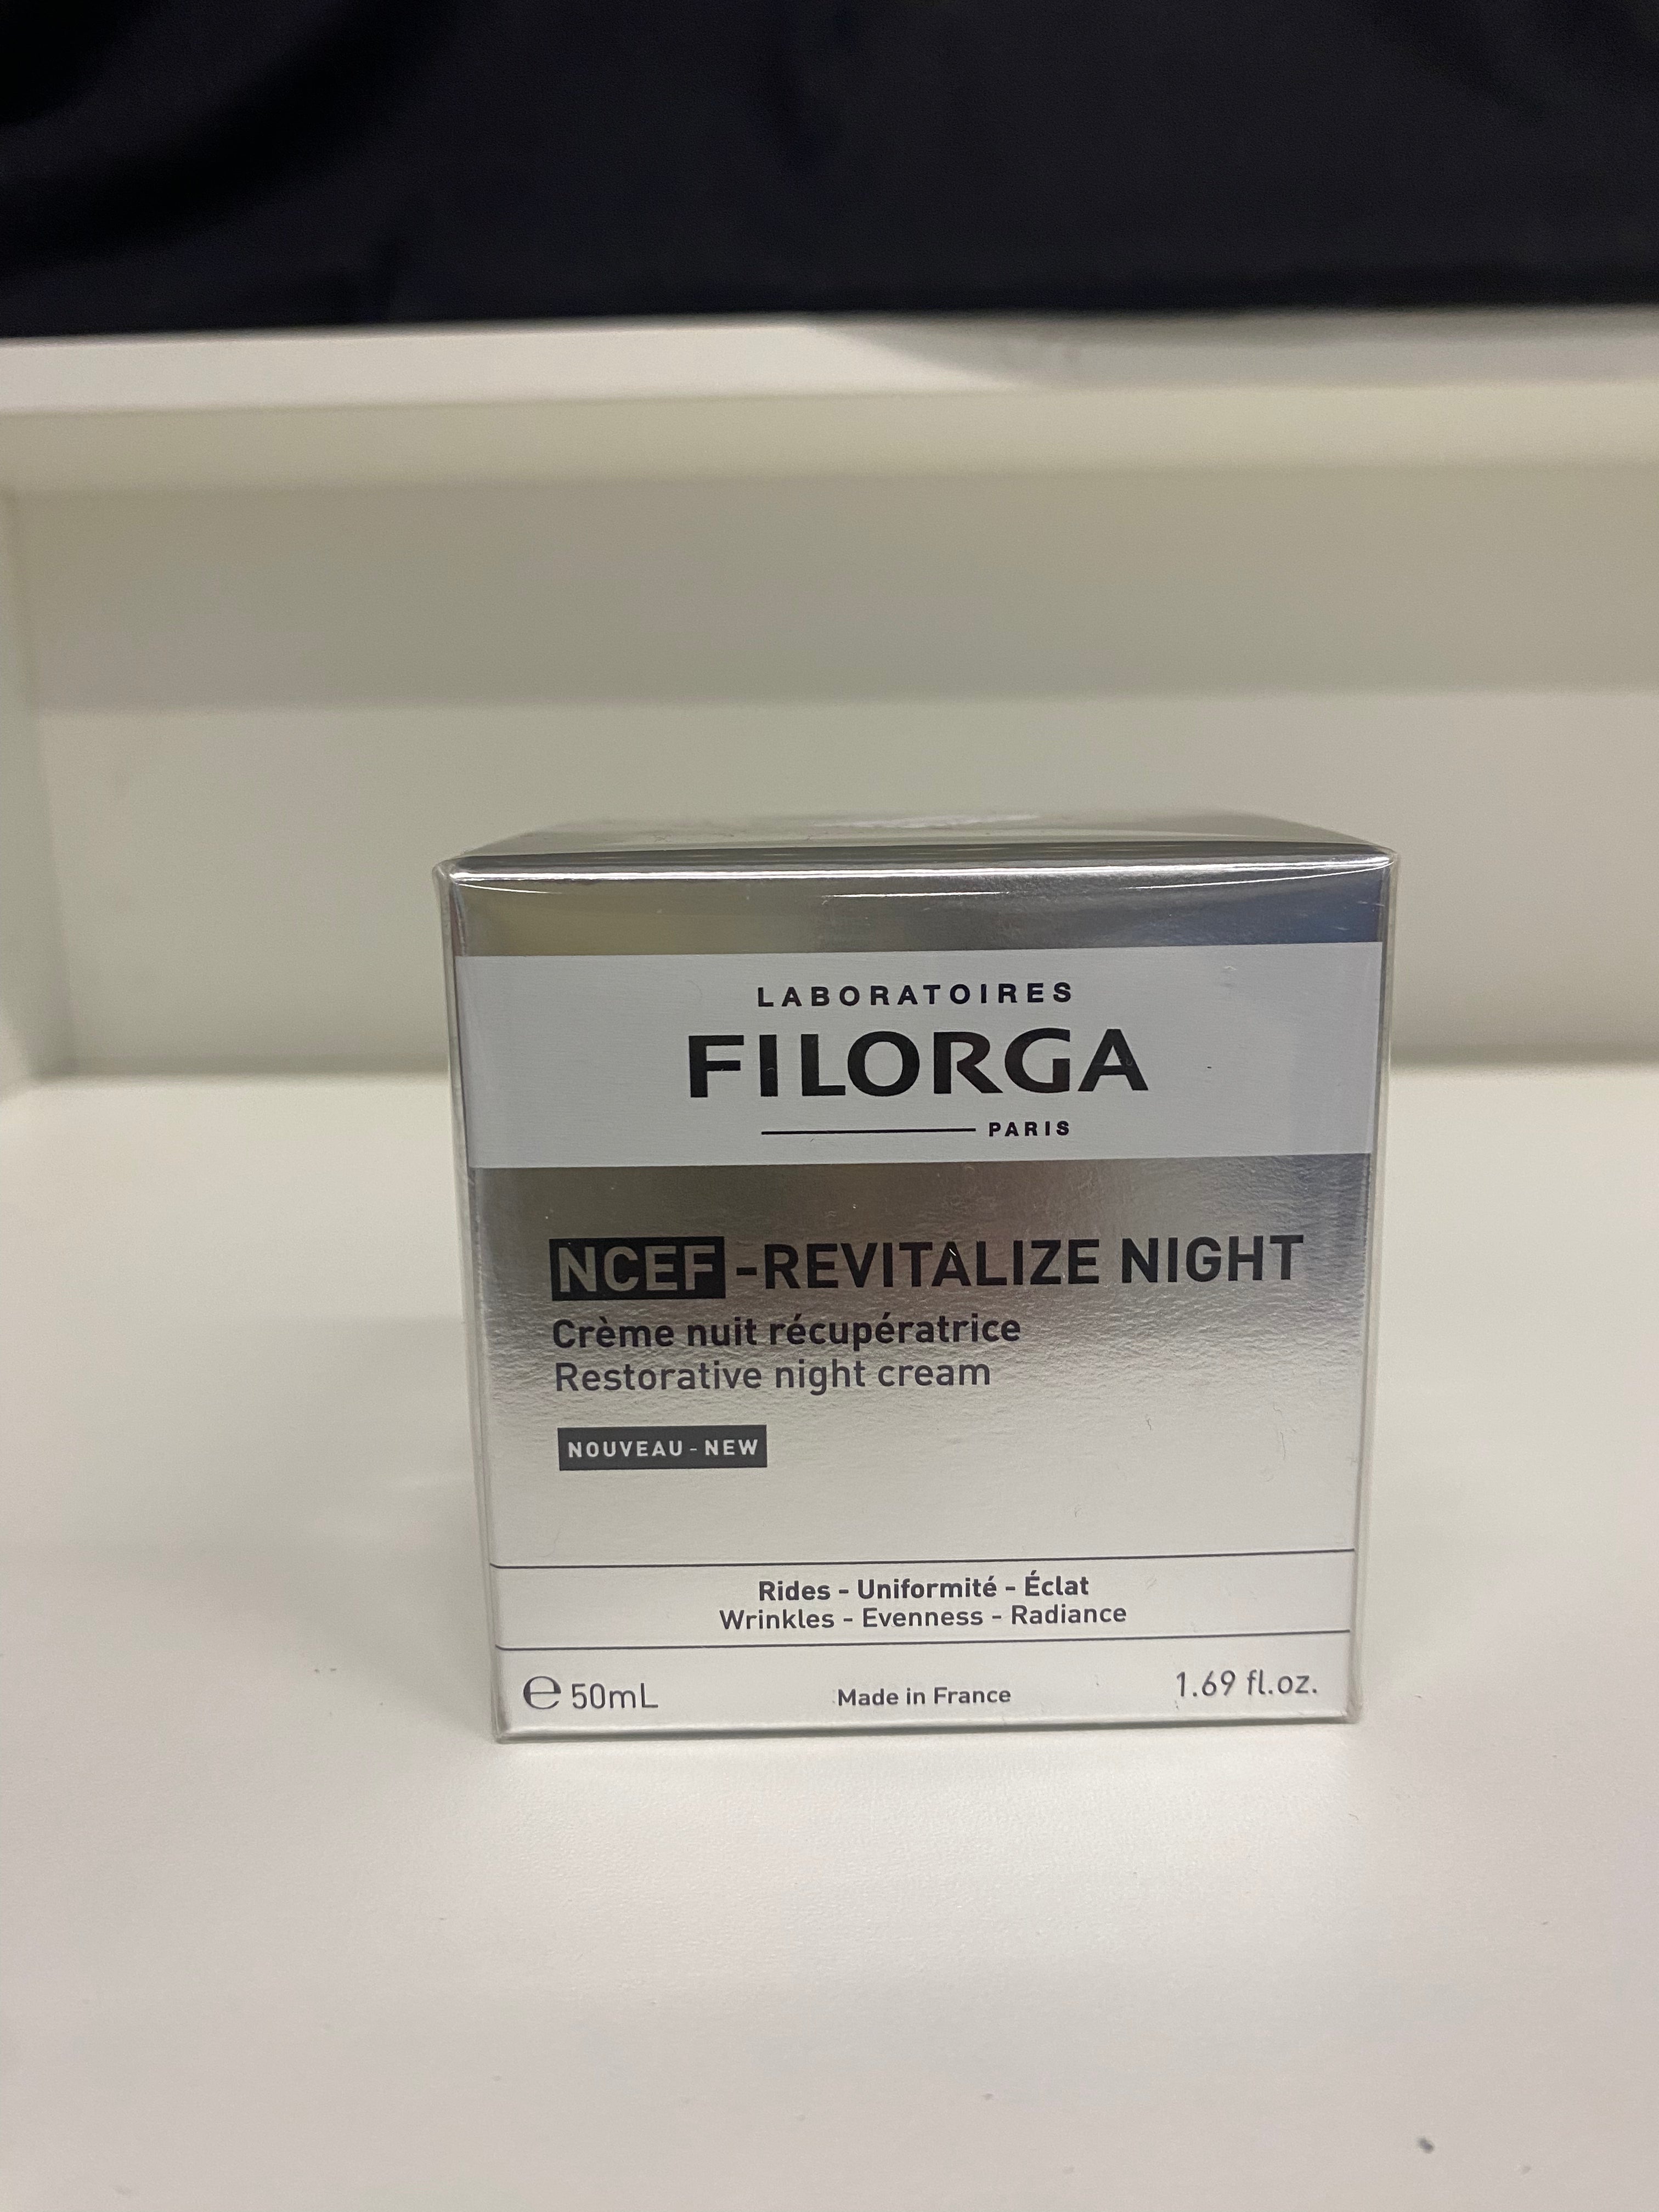 LABORATOIRES
FILORGA
PARIS
NCEF-REVITALIZE NIGHT
Crème nuit récupératrice
Restorative night cream
NOUVEAU - NEW
Rides - Uniformité - Éclat
Wrinkles - Evenness - Radiance
℮ 50mL Made in France 1.69 fl.oz.